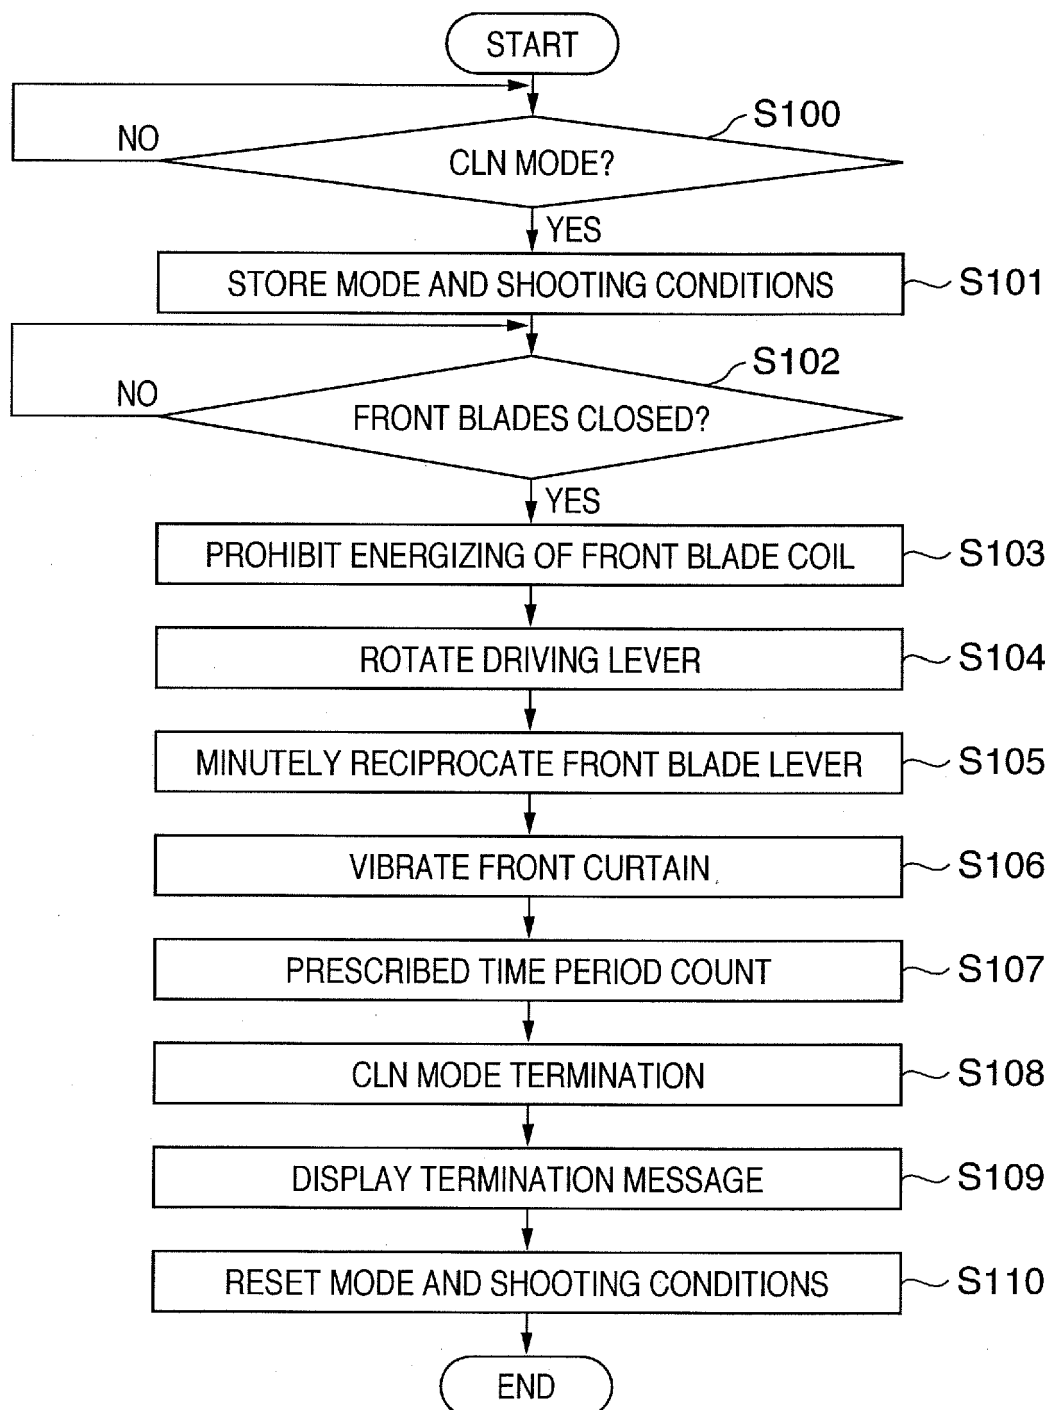 START
S100
NO
CLN MODE?
YES
STORE MODE AND SHOOTING CONDITIONS
S101
S102
NO
FRONT BLADES CLOSED?
YES
PROHIBIT ENERGIZING OF FRONT BLADE COIL
S103
ROTATE DRIVING LEVER
S104
MINUTELY RECIPROCATE FRONT BLADE LEVER
S105
VIBRATE FRONT CURTAIN
S106
PRESCRIBED TIME PERIOD COUNT
S107
CLN MODE TERMINATION
S108
DISPLAY TERMINATION MESSAGE
S109
RESET MODE AND SHOOTING CONDITIONS
S110
END